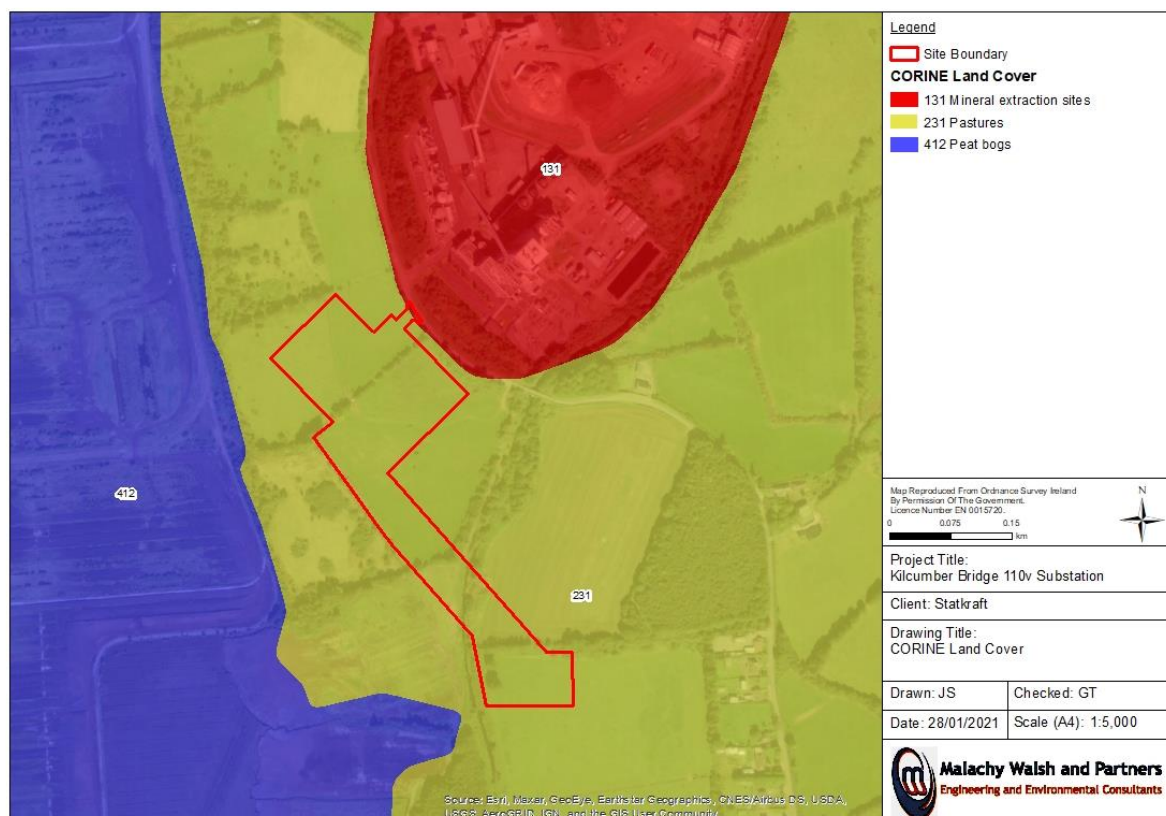 131
412
231
Source: Esri, Maxar, GeoEye, Earthstar Geographics, CNES/Airbus DS, USDA,
USGS, AeroGRID, IGN, and the GIS User Community
Legend
Site Boundary
CORINE Land Cover
131 Mineral extraction sites
231 Pastures
412 Peat bogs
Map Reproduced From Ordnance Survey Ireland
By Permission Of The Government.
Licence Number EN 0015720.
N
0 0.075 0.15
km
Project Title:
Kilcumber Bridge 110v Substation
Client: Statkraft
Drawing Title:
CORINE Land Cover
Drawn: JS
Checked: GT
Date: 28/01/2021
Scale (A4): 1:5,000
m
Malachy Walsh and Partners
Engineering and Environmental Consultants